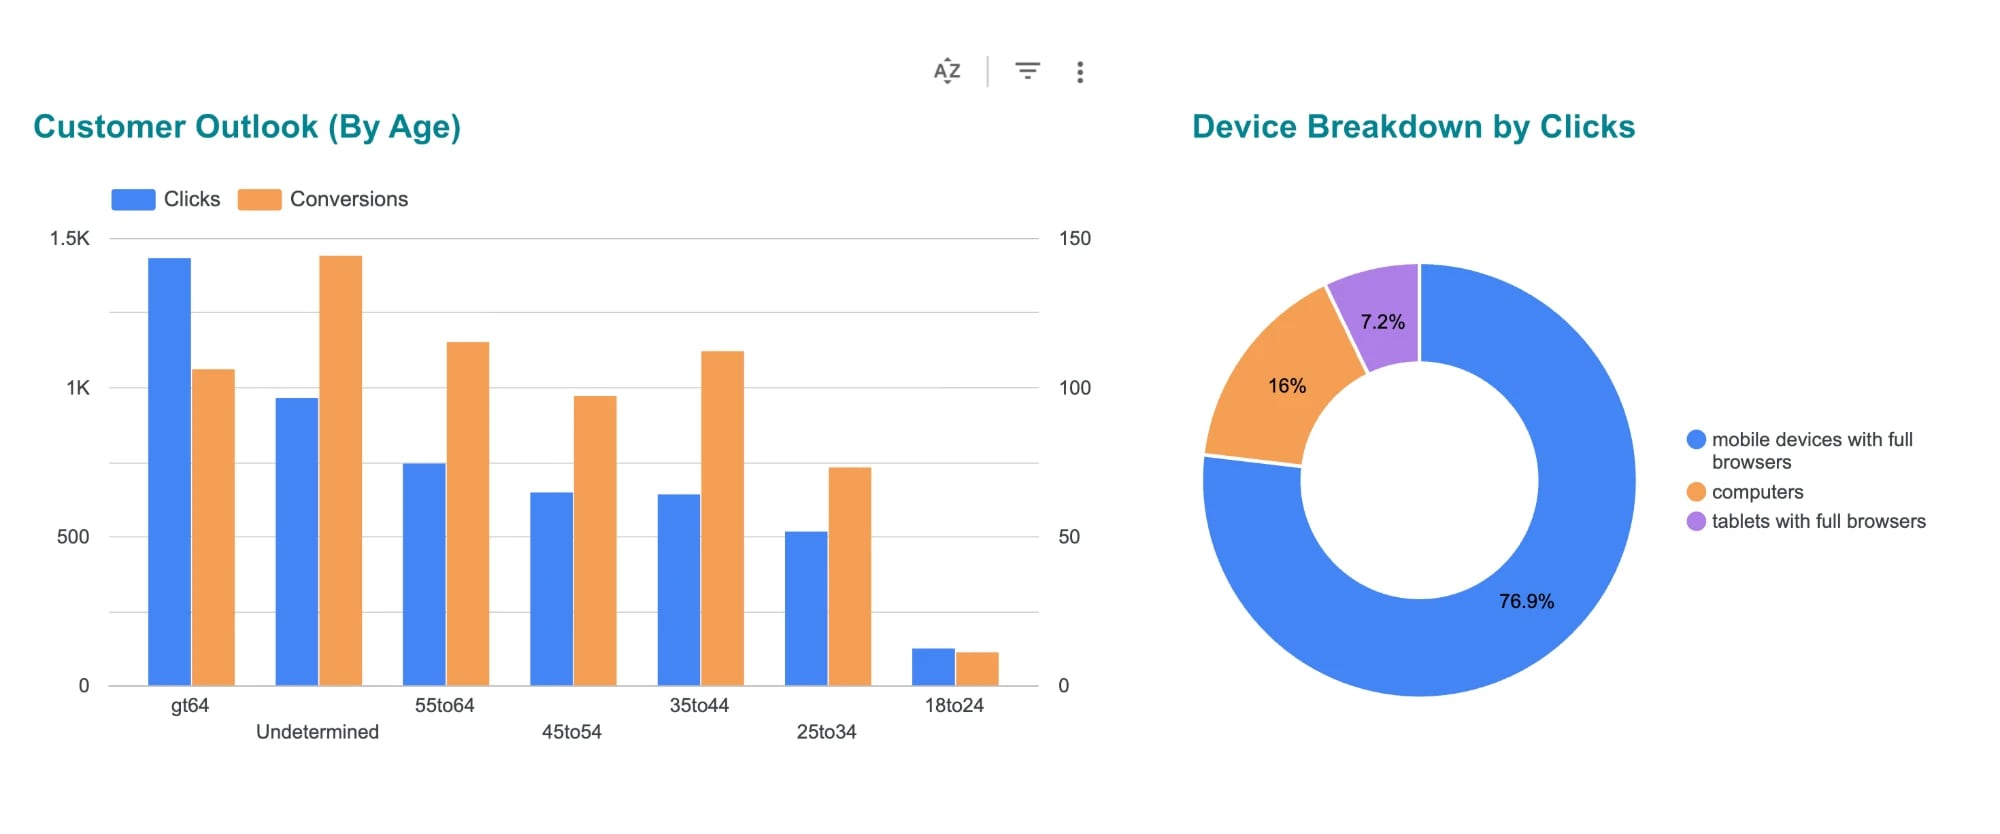 AZ
Customer Outlook (By Age)
Clicks Conversions
1.5K
1K
500
0
150
100
50
0
gt64
Undetermined
55to64
45to54
35to44
25to34
18to24
Device Breakdown by Clicks
7.2%
16%
76.9%
mobile devices with full
browsers
computers
tablets with full browsers